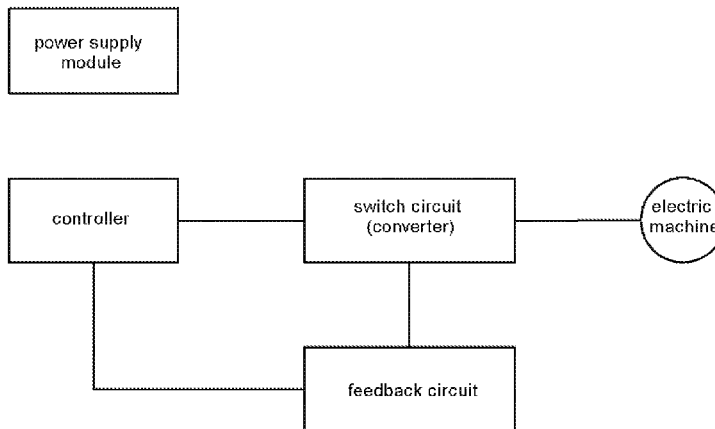 power supply
module
controller
switch circuit
(converter)
electric
machine
feedback circuit